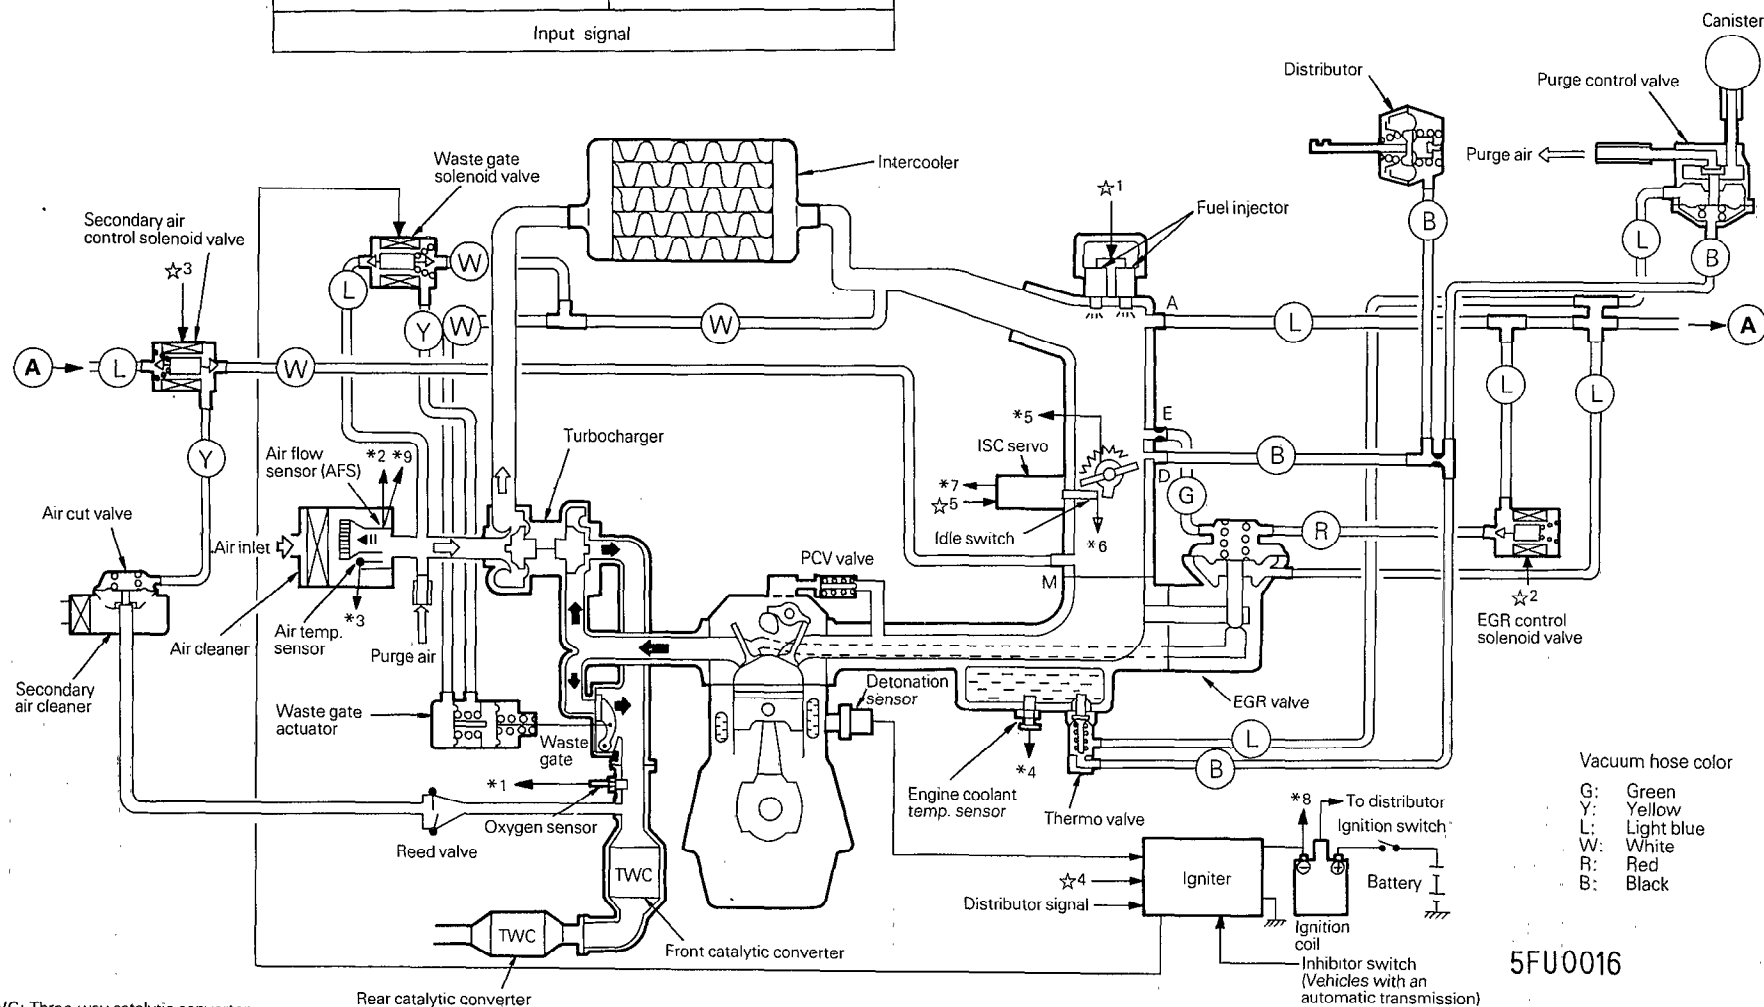 Input signal
Canister
Distributor
Purge control valve
Purge air
Waste gate
solenoid valve
Intercooler
☆1
Fuel injector
B
Secondary air
control solenoid valve
☆3
W
L
L
B
Y
W
W
A
L
A
A
L
W
L
L
*5
E
Turbocharger
ISC servo
B
Y
Air flow
sensor (AFS)
*2
*9
*7
☆5
D
G
Air cut valve
Air inlet
Idle switch
*6
R
PCV valve
M
*3
☆2
Air temp.
sensor
Air cleaner
Purge air
EGR control
solenoid valve
Secondary
air cleaner
Detonation
sensor
EGR valve
Waste gate
actuator
Waste
gate
L
*1
*4
B
Vacuum hose color
G: Green
Y: Yellow
L: Light blue
W: White
R: Red
B: Black
Engine coolant
temp. sensor
Thermo valve
*8
To distributor
Ignition switch
Oxygen sensor
Reed valve
TWC
☆4
Igniter
Battery
Distributor signal
TWC
Front catalytic converter
Ignition
coil
Inhibitor switch
(Vehicles with an
automatic transmission)
5FU0016
Rear catalytic converter